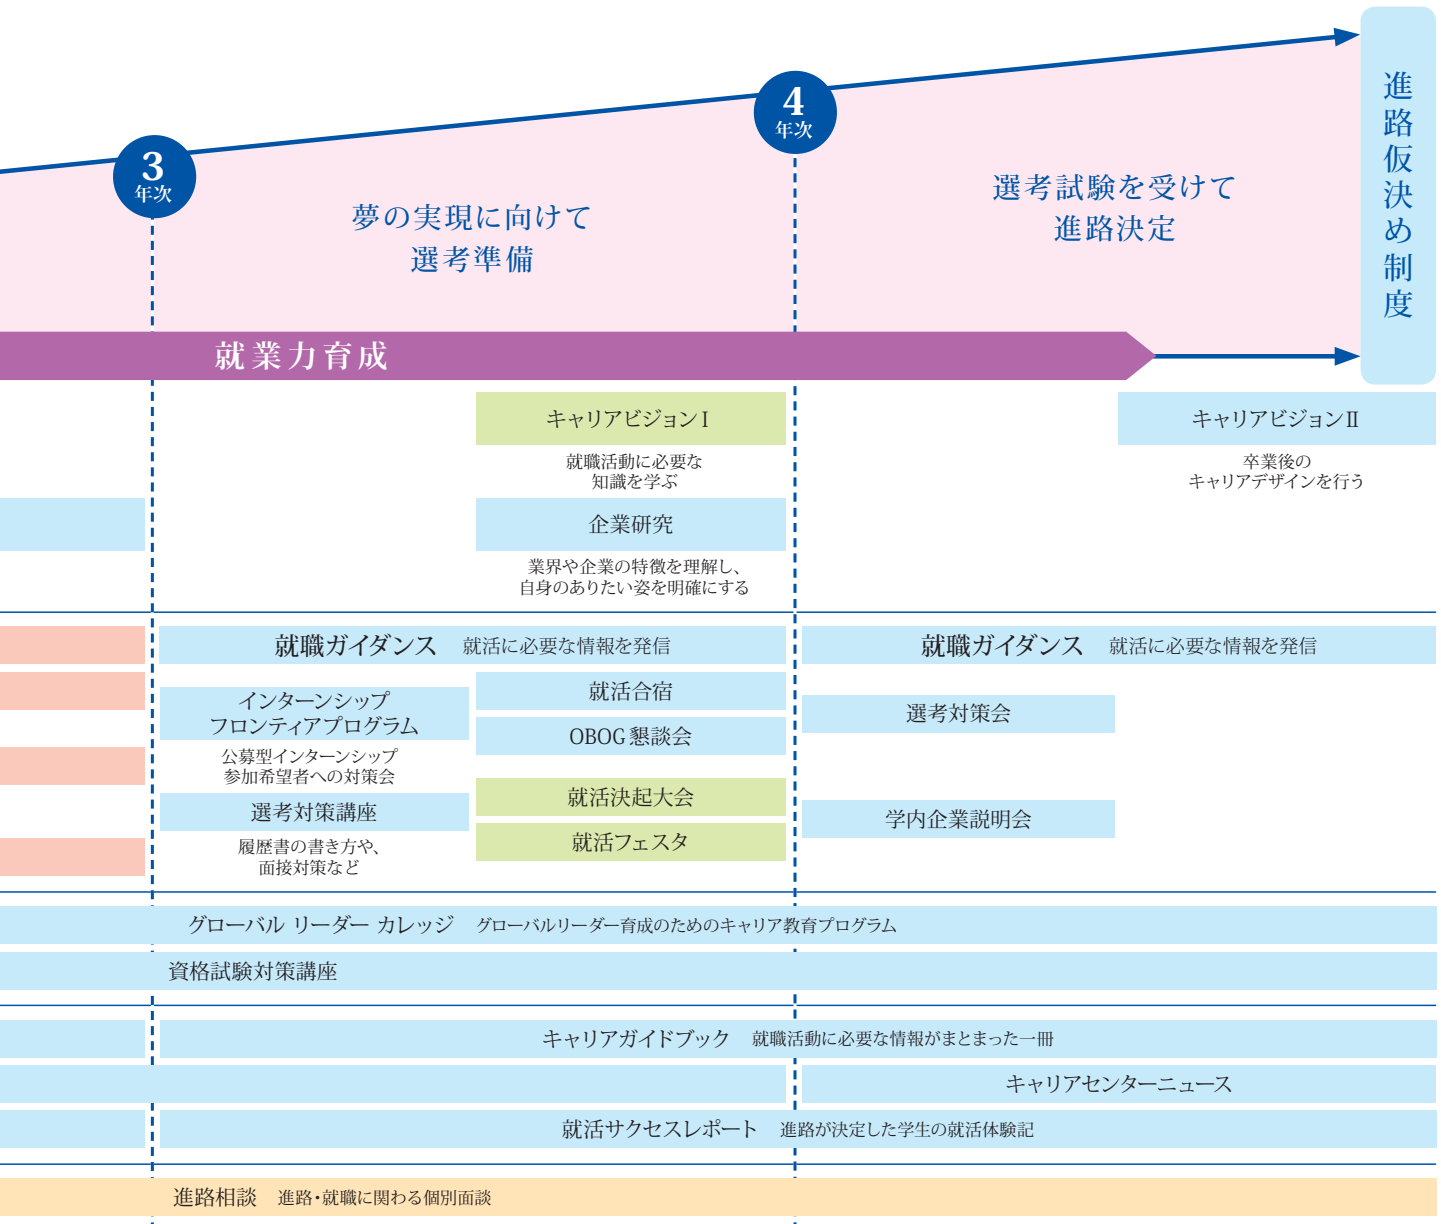 3
年次
4
年次
夢の実現に向けて
選考準備
選考試験を受けて
進路決定
進路仮決め制度
就業力育成
キャリアビジョンⅠ
就職活動に必要な
知識を学ぶ
キャリアビジョンⅡ
卒業後の
キャリアデザインを行う
企業研究
業界や企業の特徴を理解し、
自身のありたい姿を明確にする
就職ガイダンス 就活に必要な情報を発信
就職ガイダンス 就活に必要な情報を発信
インターンシップ
フロンティアプログラム
公募型インターンシップ
参加希望者への対策会
選考対策講座
履歴書の書き方や、
面接対策など
就活合宿
OBOG懇談会
就活決起大会
就活フェスタ
選考対策会
学内企業説明会
グローバル リーダー カレッジ グローバルリーダー育成のためのキャリア教育プログラム
資格試験対策講座
キャリアガイドブック 就職活動に必要な情報がまとまった一冊
キャリアセンターニュース
就活サクセスレポート 進路が決定した学生の就活体験記
進路相談 進路・就職に関わる個別面談